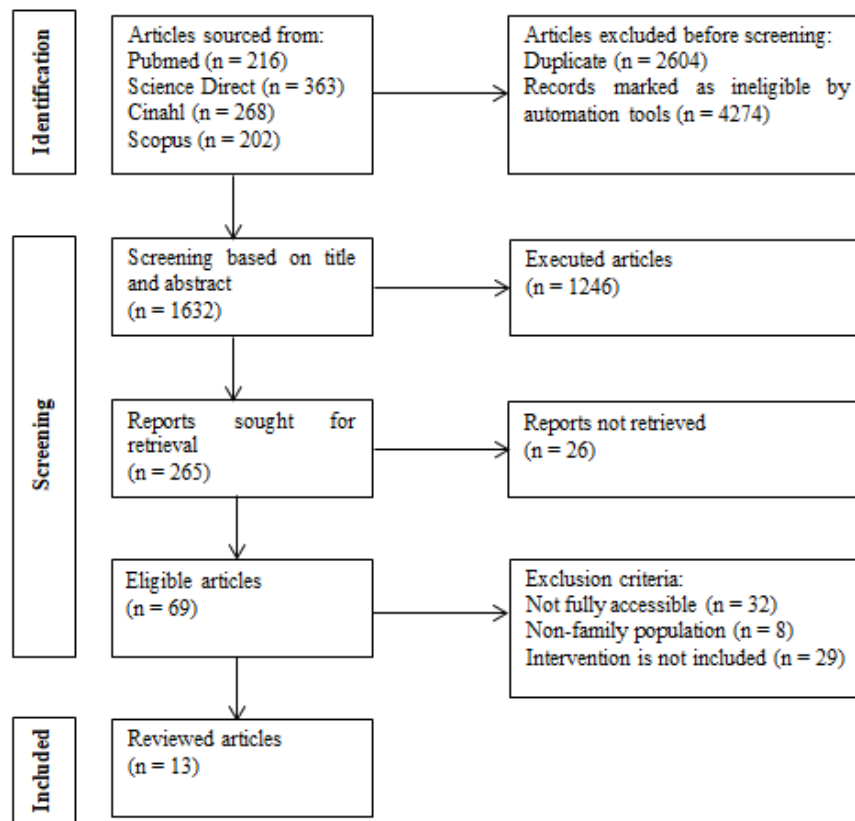 Identification
Articles sourced from:
Pubmed (n = 216)
Science Direct (n = 363)
Cinahl (n = 268)
Scopus (n = 202)
Articles excluded before screening:
Duplicate (n = 2604)
Records marked as ineligible by
automation tools (n = 4274)
Screening
Screening based on title
and abstract
(n = 1632)
Executed articles
(n = 1246)
Reports sought for
retrieval
(n = 265)
Reports not retrieved
(n = 26)
Eligible articles
(n = 69)
Exclusion criteria:
Not fully accessible (n = 32)
Non-family population (n = 8)
Intervention is not included (n = 29)
Included
Reviewed articles
(n = 13)